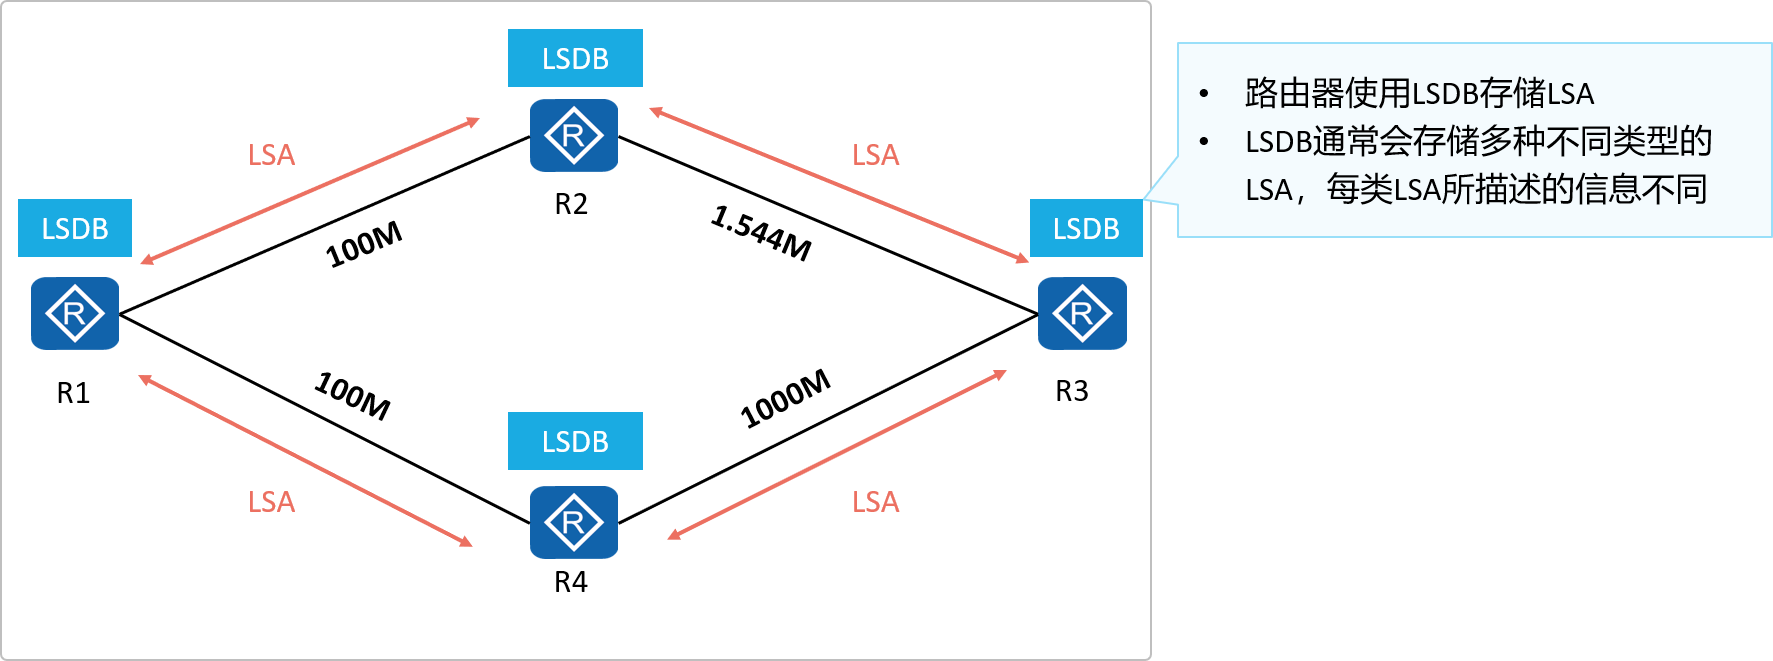 LSDB
R
R2
LSA
LSA
100M
1.544M
LSDB
R
R1
LSDB
R
R3
100M
1000M
LSDB
R
R4
LSA
LSA
• 路由器使用LSDB存储LSA
• LSDB通常会存储多种不同类型的
LSA，每类LSA所描述的信息不同